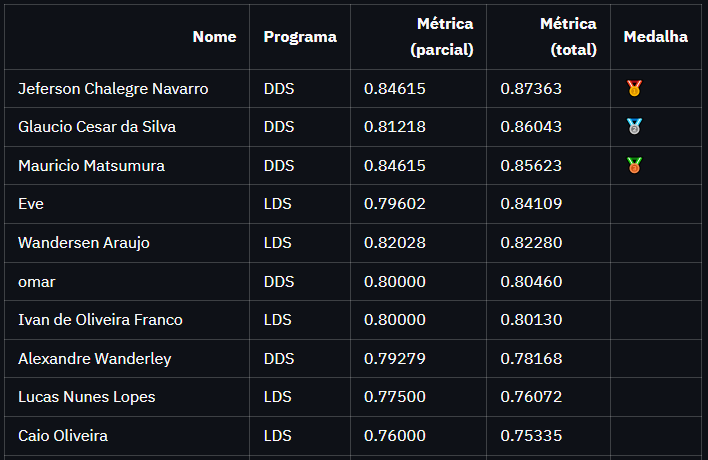 Nome Programa Métrica (parcial) Métrica (total) Medalha
Jeferson Chalegre Navarro DDS 0.84615 0.87363 🥇
Glaucio Cesar da Silva DDS 0.81218 0.86043 🥈
Mauricio Matsumura DDS 0.84615 0.85623 🥉
Eve LDS 0.79602 0.84109
Wandersen Araujo LDS 0.82028 0.82280
omar DDS 0.80000 0.80460
Ivan de Oliveira Franco LDS 0.80000 0.80130
Alexandre Wanderley DDS 0.79279 0.78168
Lucas Nunes Lopes LDS 0.77500 0.76072
Caio Oliveira LDS 0.76000 0.75335